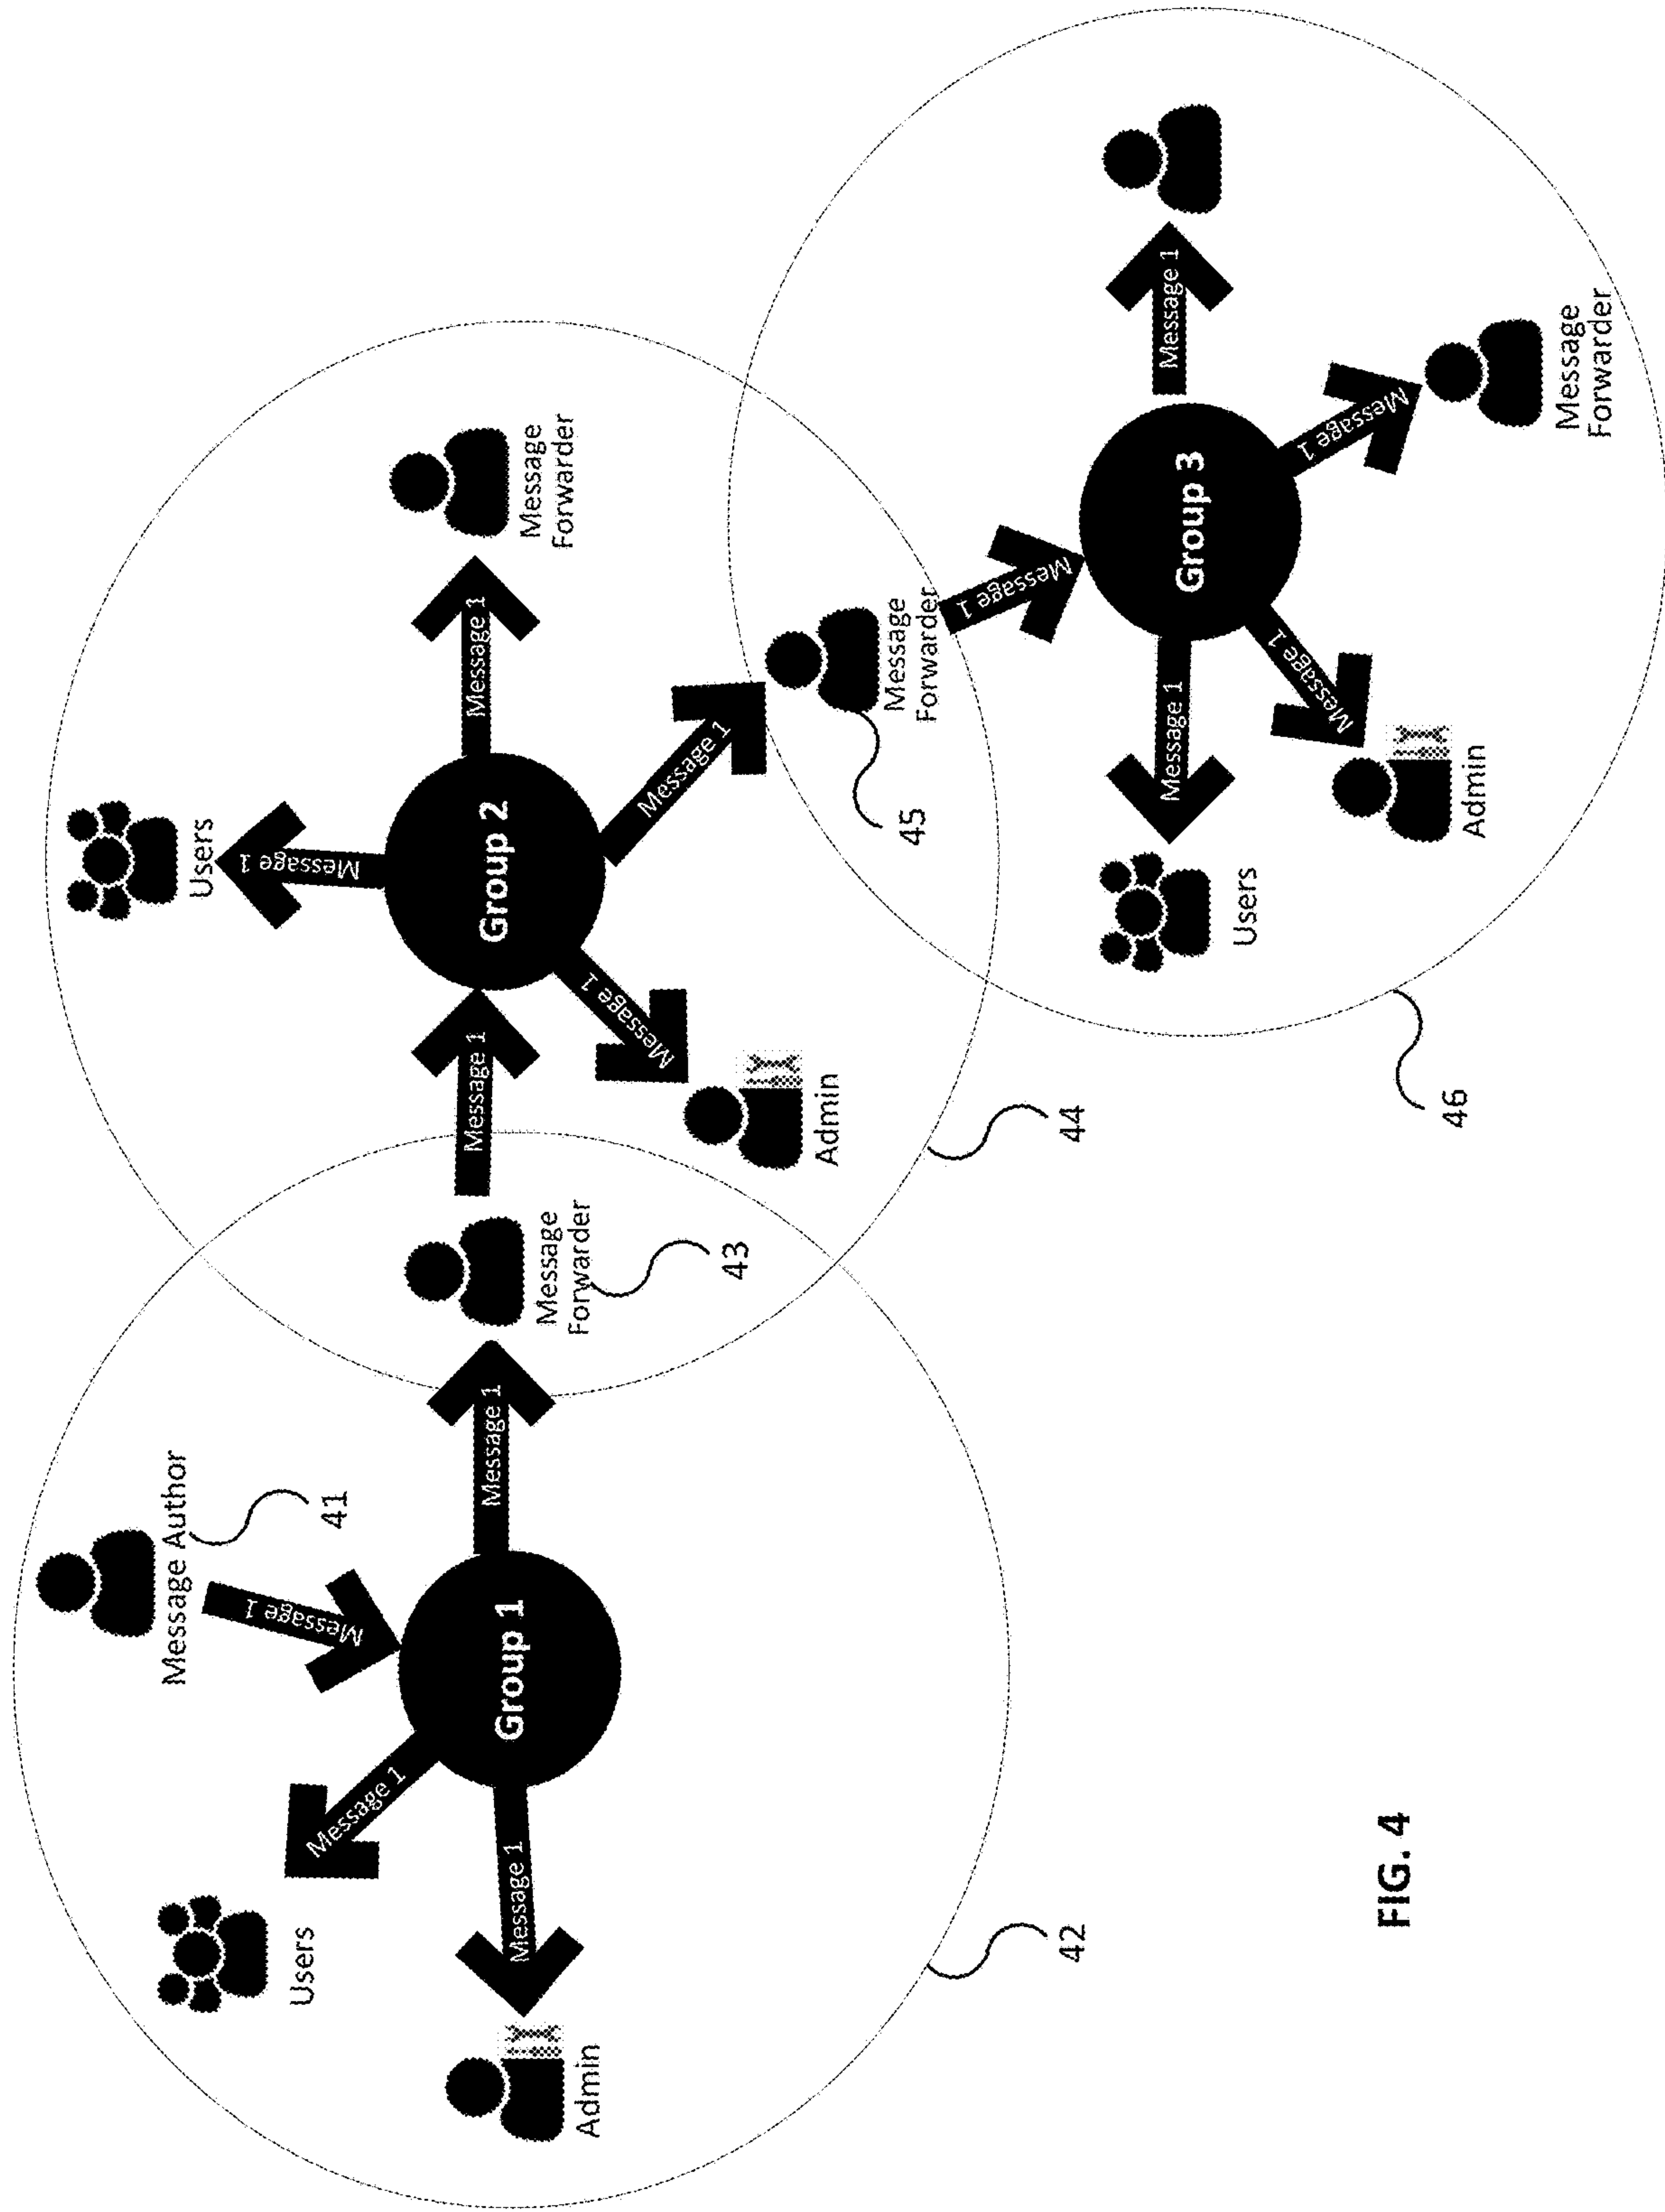 Message Author
41
Message 1
Users
Message 1
Group 1
Message 1
Admin
Message 1
Message
Forwarder
43
42
Message 1
Group 2
Users
Message 1
Message 1
Message
Forwarder
Message 1
Admin
Message 1
Message
Forwarder
45
44
Message 1
Group 3
Message 1
Users
Message 1
Message 1
Admin
Message 1
Message
Forwarder
46
FIG. 4